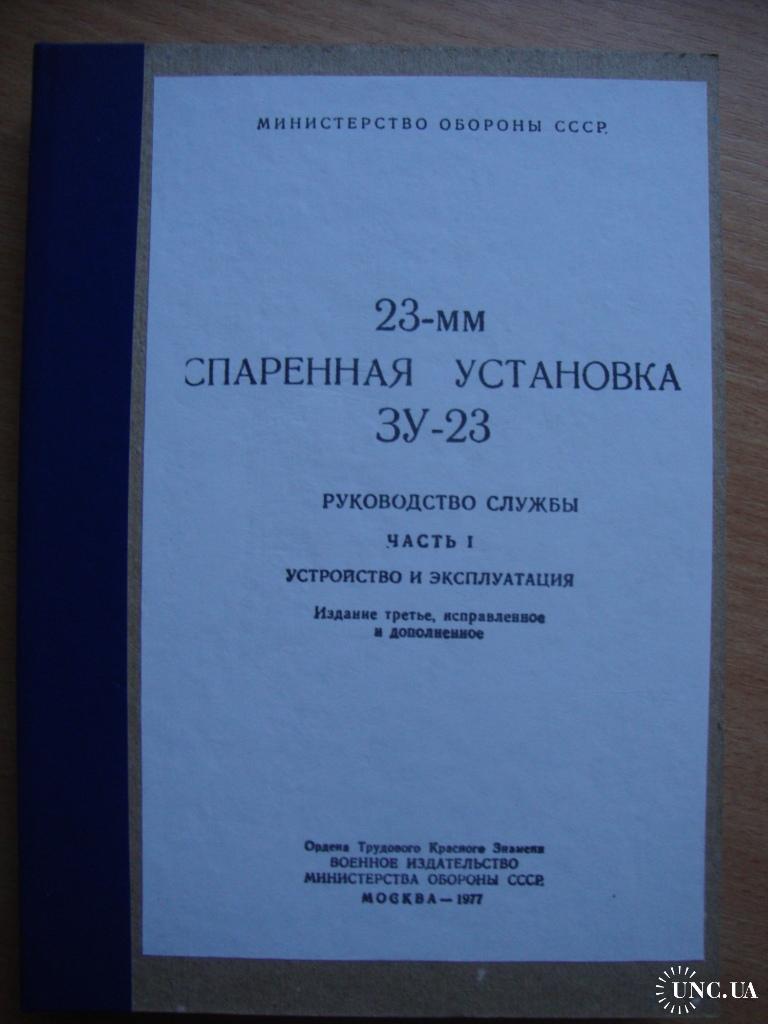 МИНИСТЕРСТВО ОБОРОНЫ СССР.
23-мм
СПАРЕННАЯ УСТАНОВКА
ЗУ-23
РУКОВОДСТВО СЛУЖБЫ
ЧАСТЬ I
УСТРОЙСТВО И ЭКСПЛУАТАЦИЯ
Издание третье, исправленное
и дополненное
Ордена Трудового Красного Знамени
ВОЕННОЕ ИЗДАТЕЛЬСТВО
МИНИСТЕРСТВА ОБОРОНЫ СССР.
МОСКВА — 1977
UNC.UA